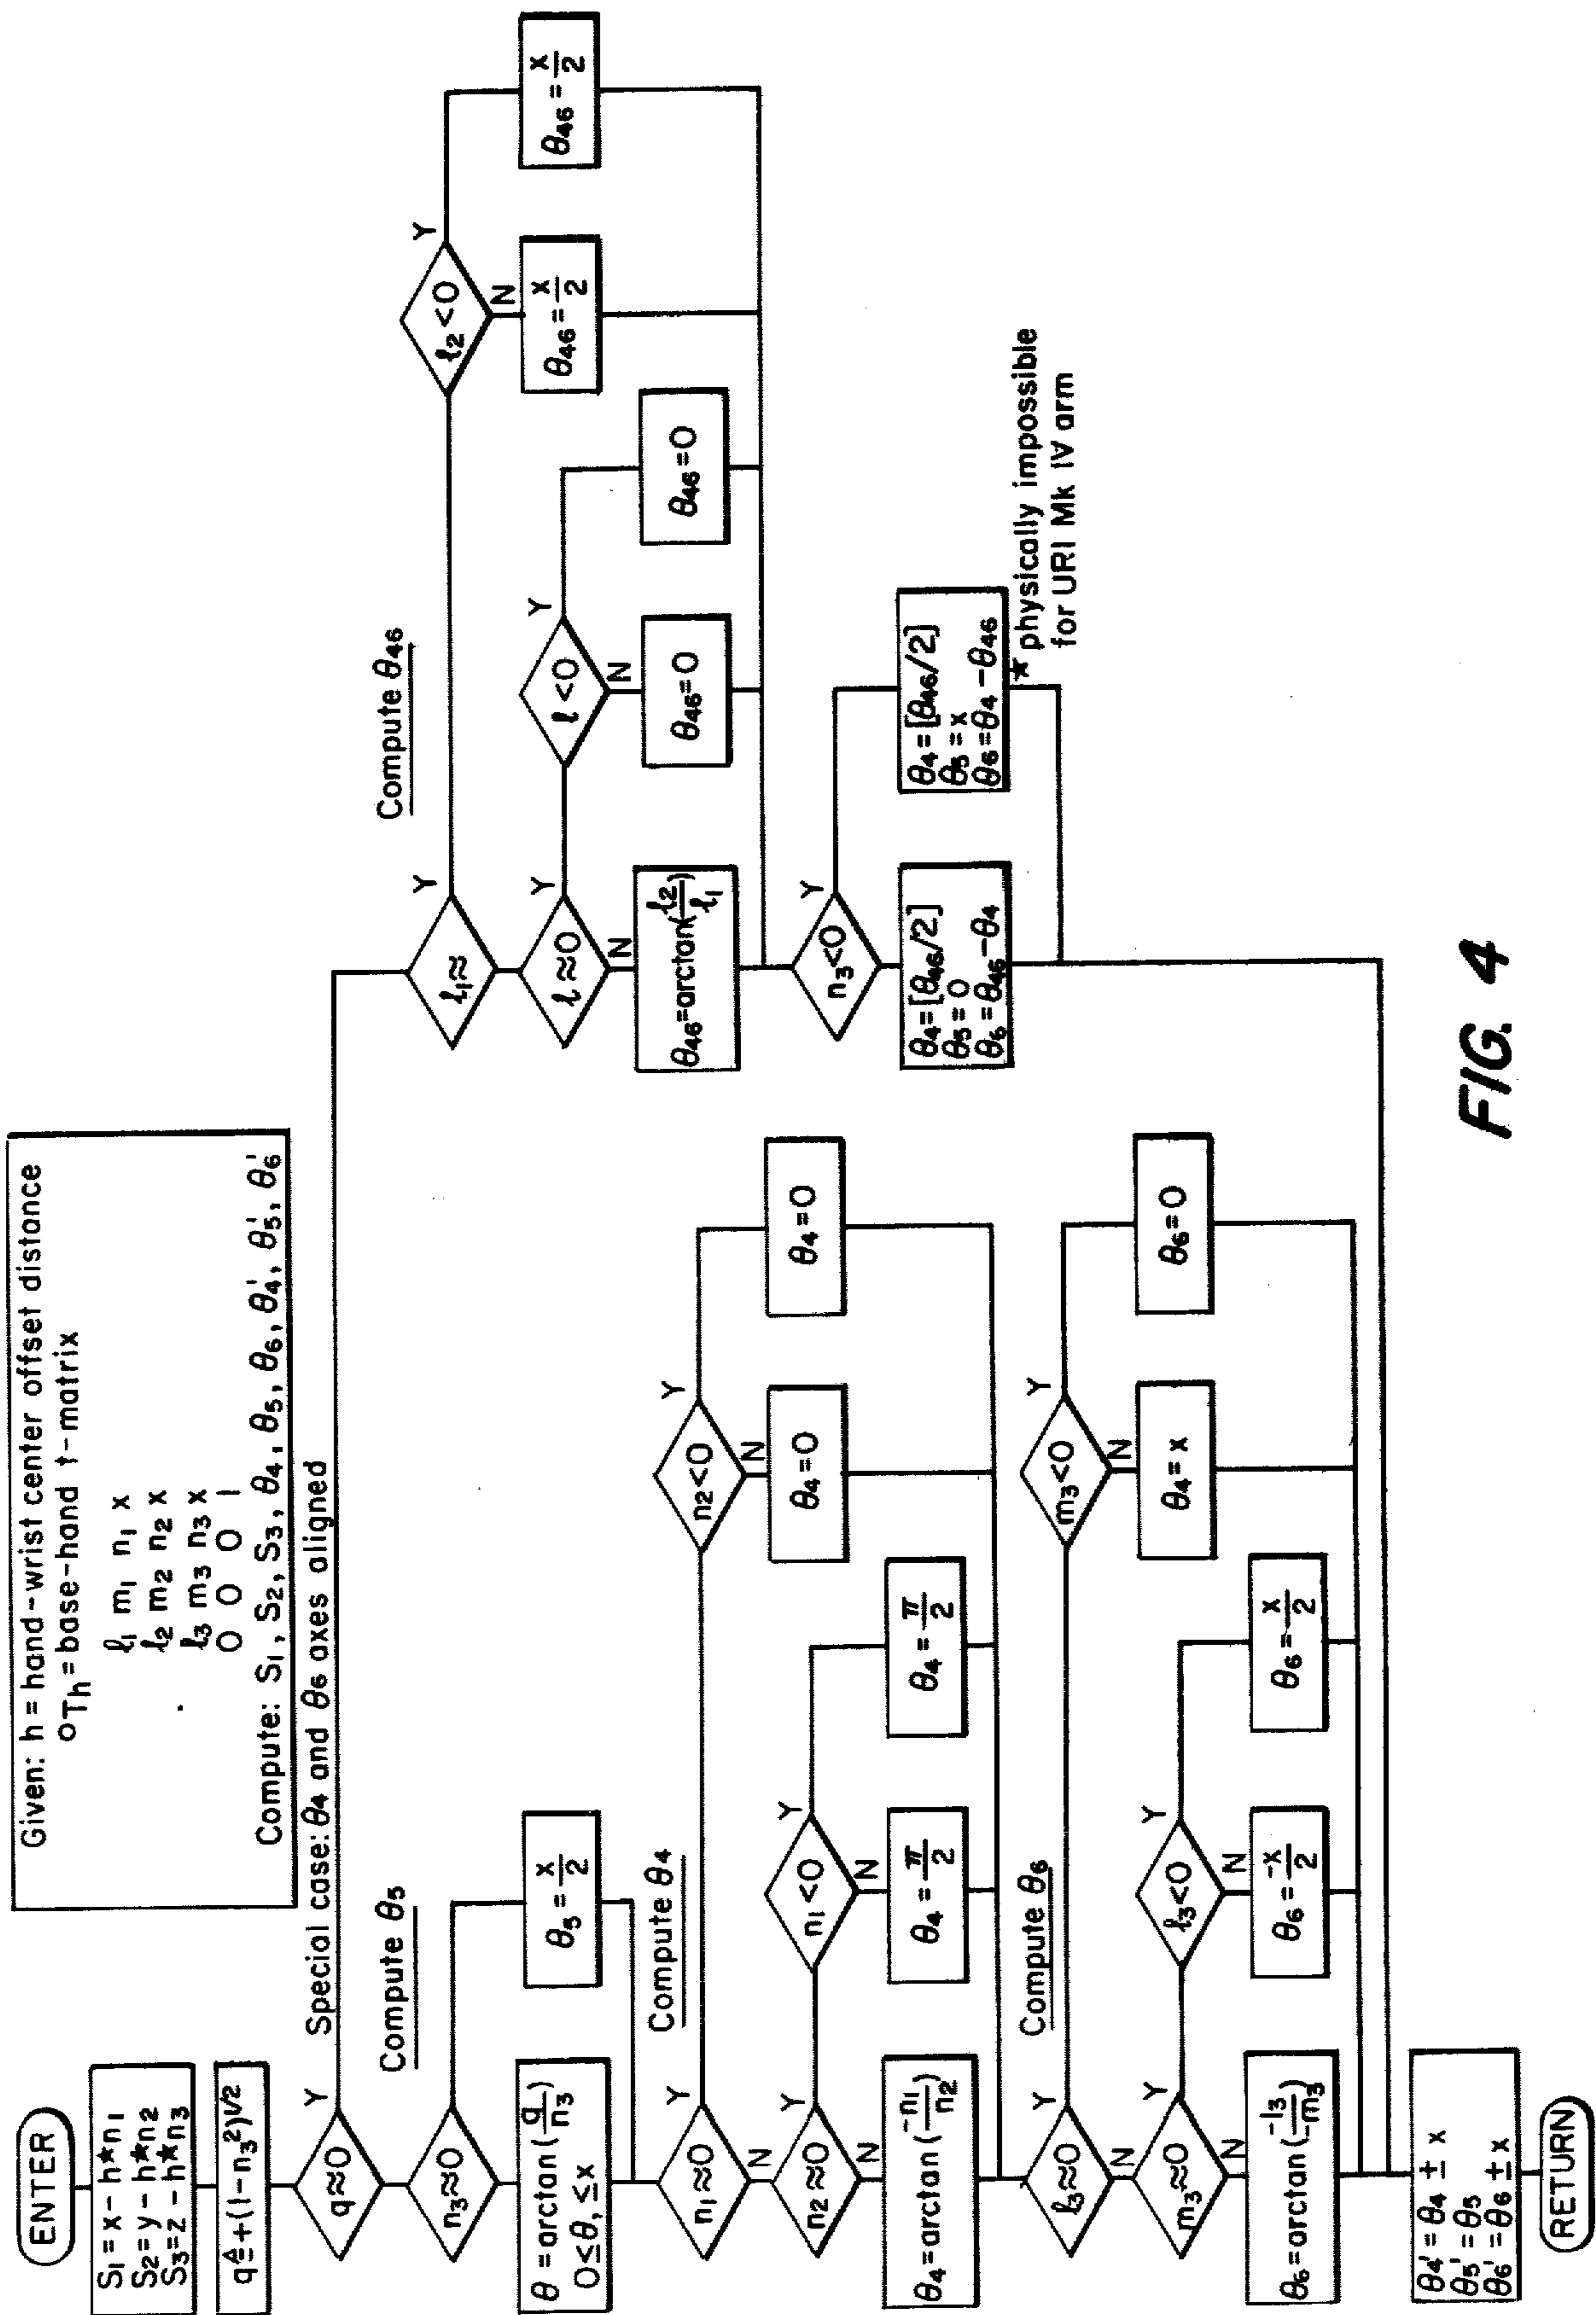 ENTER
Given: h = hand-wrist center offset distance
oTh = base-hand t-matrix
ℓ1 m1 n1 x
ℓ2 m2 n2 x
ℓ3 m3 n3 x
0 0 0 1
Compute: S1, S2, S3, θ4, θ5, θ6, θ4', θ5', θ6'
S1 = x - h*n1
S2 = y - h*n2
S3 = z - h*n3
q ≙ +(1-n3²)1/2
q≈0
Y
Special case: θ4 and θ6 axes aligned
Compute θ5
n3≈0
θ5 = x/2
θ = arctan(q/n3)
0≤θ, ≤x
Compute θ4
n1≈0
Y
N
n2<0
Y
N
θ4=0
θ4=0
n2≈0
Y
N
n1<0
Y
N
θ4 = π/2
θ4 = π/2
θ4=arctan(-n1/n2)
Compute θ6
ℓ3≈0
Y
N
m3<0
Y
N
θ4=x
θ6=0
m3≈0
Y
N
ℓ3<0
Y
N
θ6 = -x/2
θ6 = x/2
θ6=arctan(-l3/-m3)
θ4' = θ4 ± x
θ5' = θ5
θ6' = θ6 ± x
RETURN
Compute θ46
ℓ1≈
Y
ℓ2<0
Y
N
θ46 = x/2
θ46 = x/2
ℓ≈0
Y
N
ℓ<0
Y
N
θ46=0
θ46=0
θ46=arctan(ℓ2/ℓ1)
n3<0
Y
θ4=[θ46/2]
θ5=0
θ6=θ46-θ4
θ4=[θ46/2]
θ5=x
θ6=θ4-θ46
* physically impossible
for URI Mk IV arm
FIG. 4